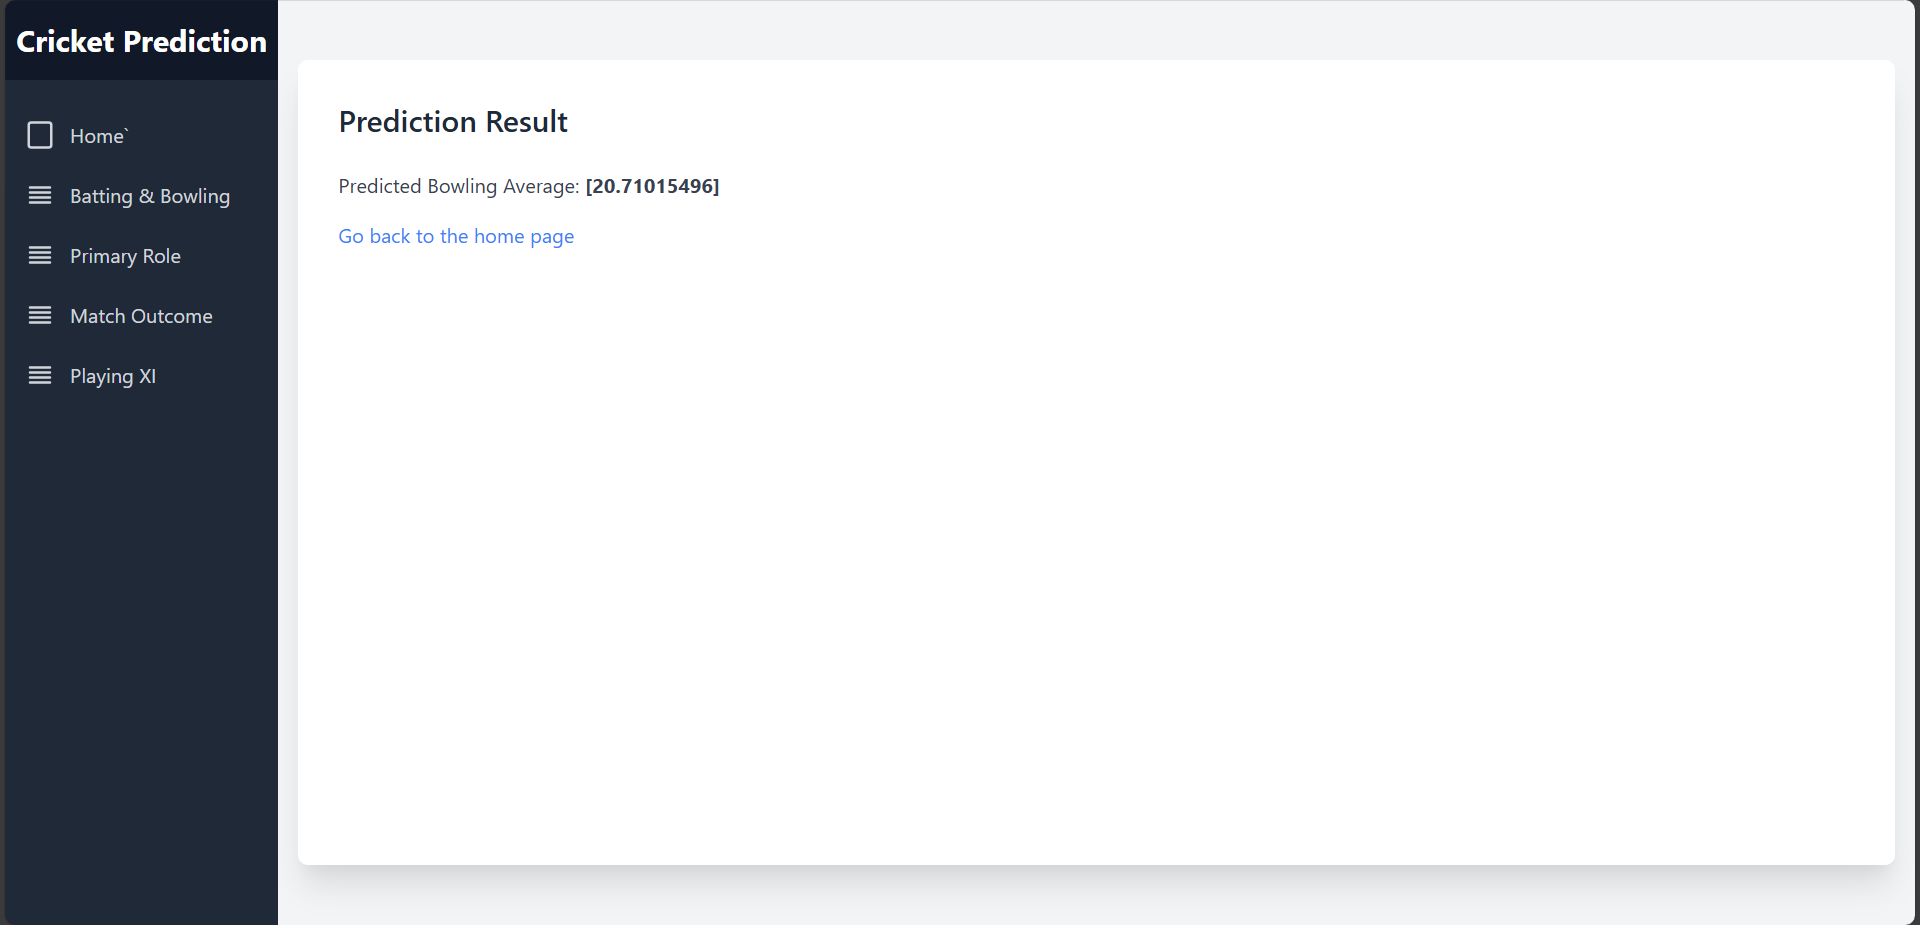 Cricket Prediction
Home`
Batting & Bowling
Primary Role
Match Outcome
Playing XI
Prediction Result
Predicted Bowling Average: [20.71015496]
Go back to the home page